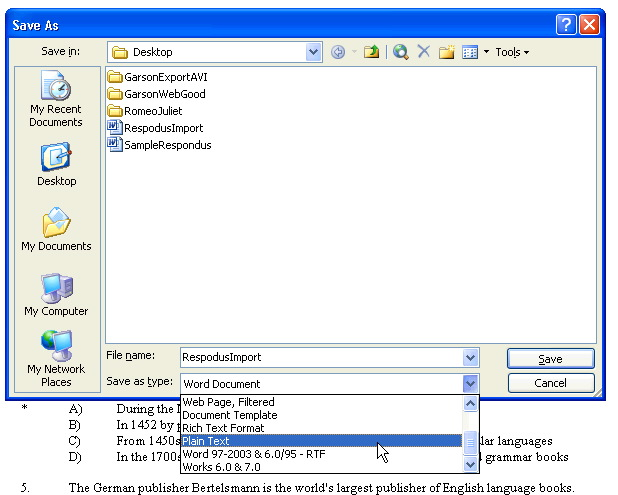 Save As
Save in: Desktop Tools
My Recent
Documents
Desktop
My Documents
My Computer
My Network
Places
GarsonExportAVI
GarsonWebGood
RomeoJuliet
RespodusImport
SampleRespondus
File name: RespodusImport Save
Save as type: Word Document Cancel
Web Page, Filtered
Document Template
Rich Text Format
Plain Text
Word 97-2003 & 6.0/95 - RTF
Works 6.0 & 7.0
* A) During the
B) In 1452 by
C) From 1450s languages
D) In the 1700s grammar books
5. The German publisher Bertelsmann is the world's largest publisher of English language books.